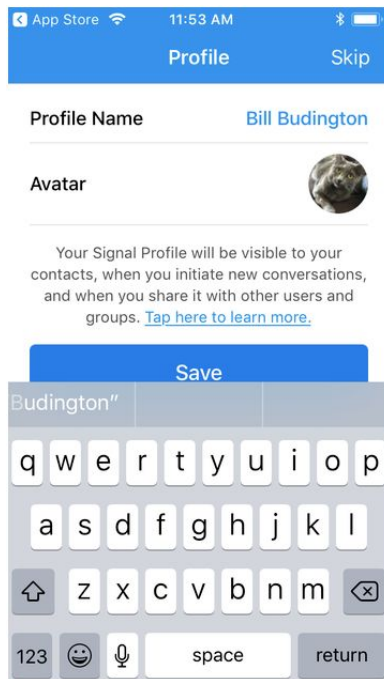 App Store 11:53 AM
Profile Skip
Profile Name Bill Budington
Avatar
Your Signal Profile will be visible to your
contacts, when you initiate new conversations,
and when you share it with other users and
groups. Tap here to learn more.
Save
Budington”
q w e r t y u i o p
a s d f g h j k l
z x c v b n m
123 space return